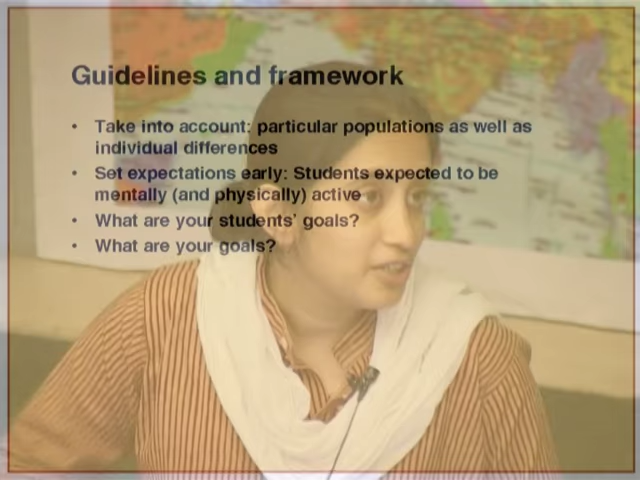 Guidelines and framework
• Take into account: particular populations as well as
individual differences
• Set expectations early: Students expected to be
mentally (and physically) active
• What are your students' goals?
• What are your goals?